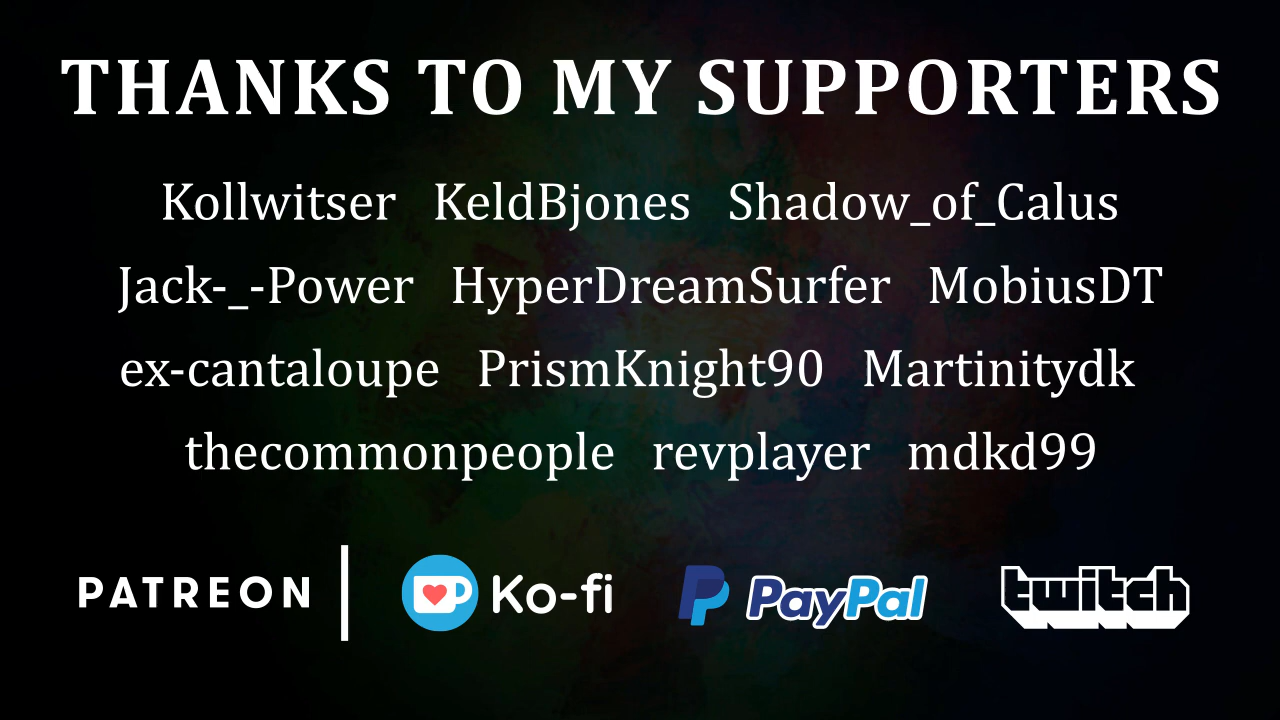 THANKS TO MY SUPPORTERS
Kollwitser KeldBjones Shadow_of_Calus
Jack-_-Power HyperDreamSurfer MobiusDT
ex-cantaloupe PrismKnight90 Martinitydk
thecommonpeople revplayer mdkd99
PATREON Ko-fi PayPal twitch